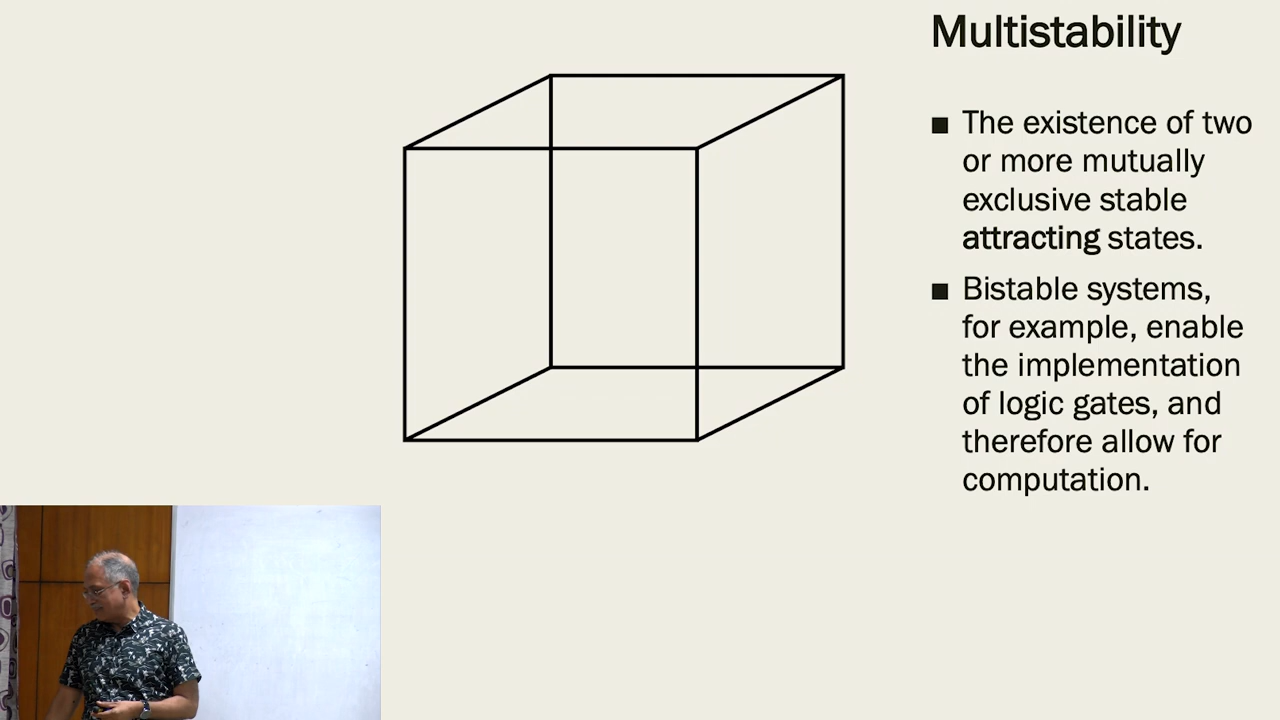 Multistability
■ The existence of two
or more mutually
exclusive stable
attracting states.
■ Bistable systems,
for example, enable
the implementation
of logic gates, and
therefore allow for
computation.